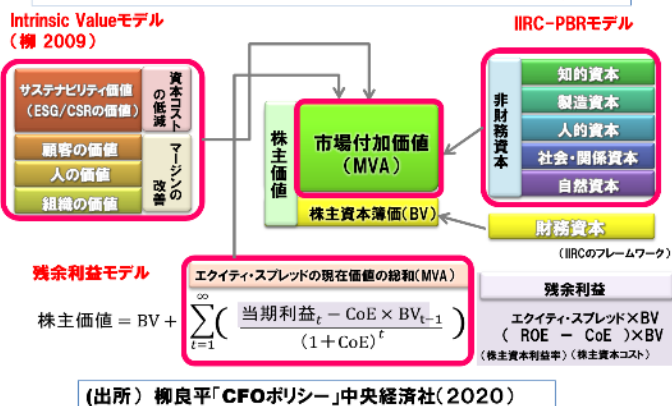 Intrinsic Valueモデル
（柳 2009）
IIRC-PBRモデル
サステナビリティ価値
（ESG/CSRの価値）
資本コスト
の低減
顧客の価値
人の価値
組織の価値
マージンの
改善
株主価値
市場付加価値
（MVA）
株主資本簿価(BV)
非財務資本
知的資本
製造資本
人的資本
社会・関係資本
自然資本
財務資本
（IIRCのフレームワーク）
残余利益モデル
エクイティ・スプレッドの現在価値の総和(MVA)
株主価値 = BV + ∑_{t=1}^{∞} ( (当期利益_t − CoE × BV_{t−1}) / (1+CoE)^t )
残余利益
エクイティ・スプレッド×BV
( ROE － CoE )×BV
（株主資本利益率）（株主資本コスト）
(出所） 柳良平「CFOポリシー」中央経済社（2020）